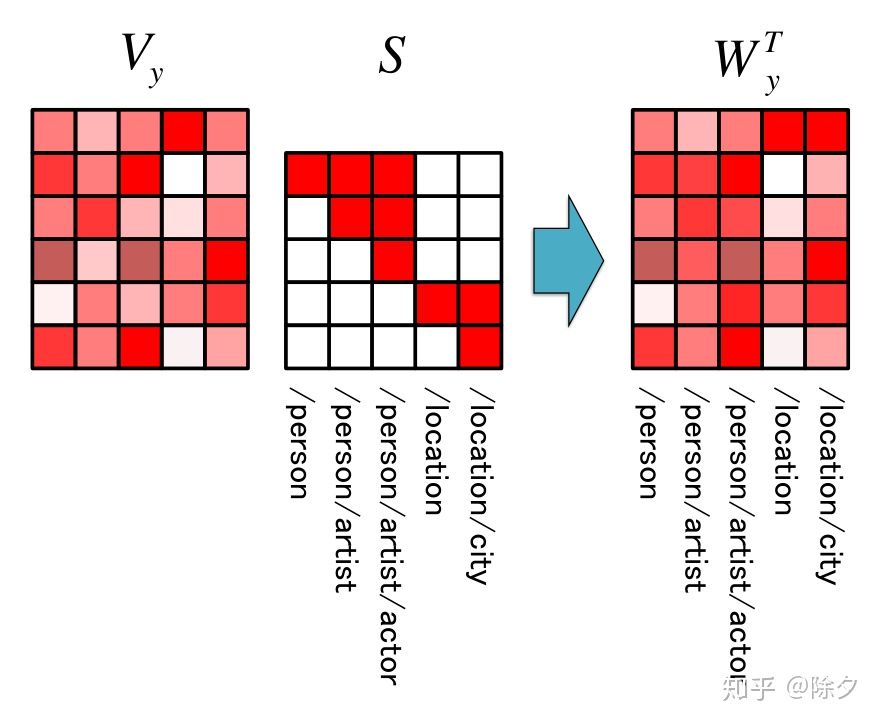 V_y
S
W_y^T
/person
/person/artist
/person/artist/actor
/location
/location/city
/person
/person/artist
/person/artist/actor
/location
/location/city
知乎 @除夕